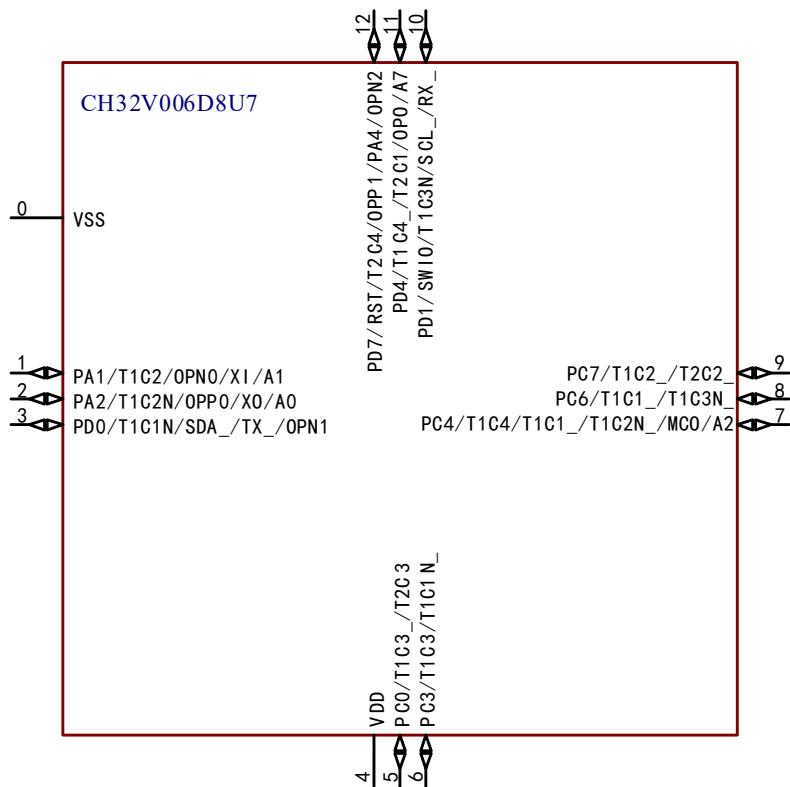 12
11
10
CH32V006D8U7
PD7/RST/T2C4/OPP1/PA4/OPN2
PD4/T1C4_/T2C1/OPO/A7
PD1/SWIO/T1C3N/SCL_/RX_
0
VSS
1
PA1/T1C2/OPN0/XI/A1
PC7/T1C2_/T2C2_
9
2
PA2/T1C2N/OPP0/XO/A0
PC6/T1C1_/T1C3N_
8
3
PD0/T1C1N/SDA_/TX_/OPN1
PC4/T1C4/T1C1_/T1C2N_/MCO/A2
7
VDD
PC0/T1C3_/T2C3
PC3/T1C3/T1C1N_
4
5
6